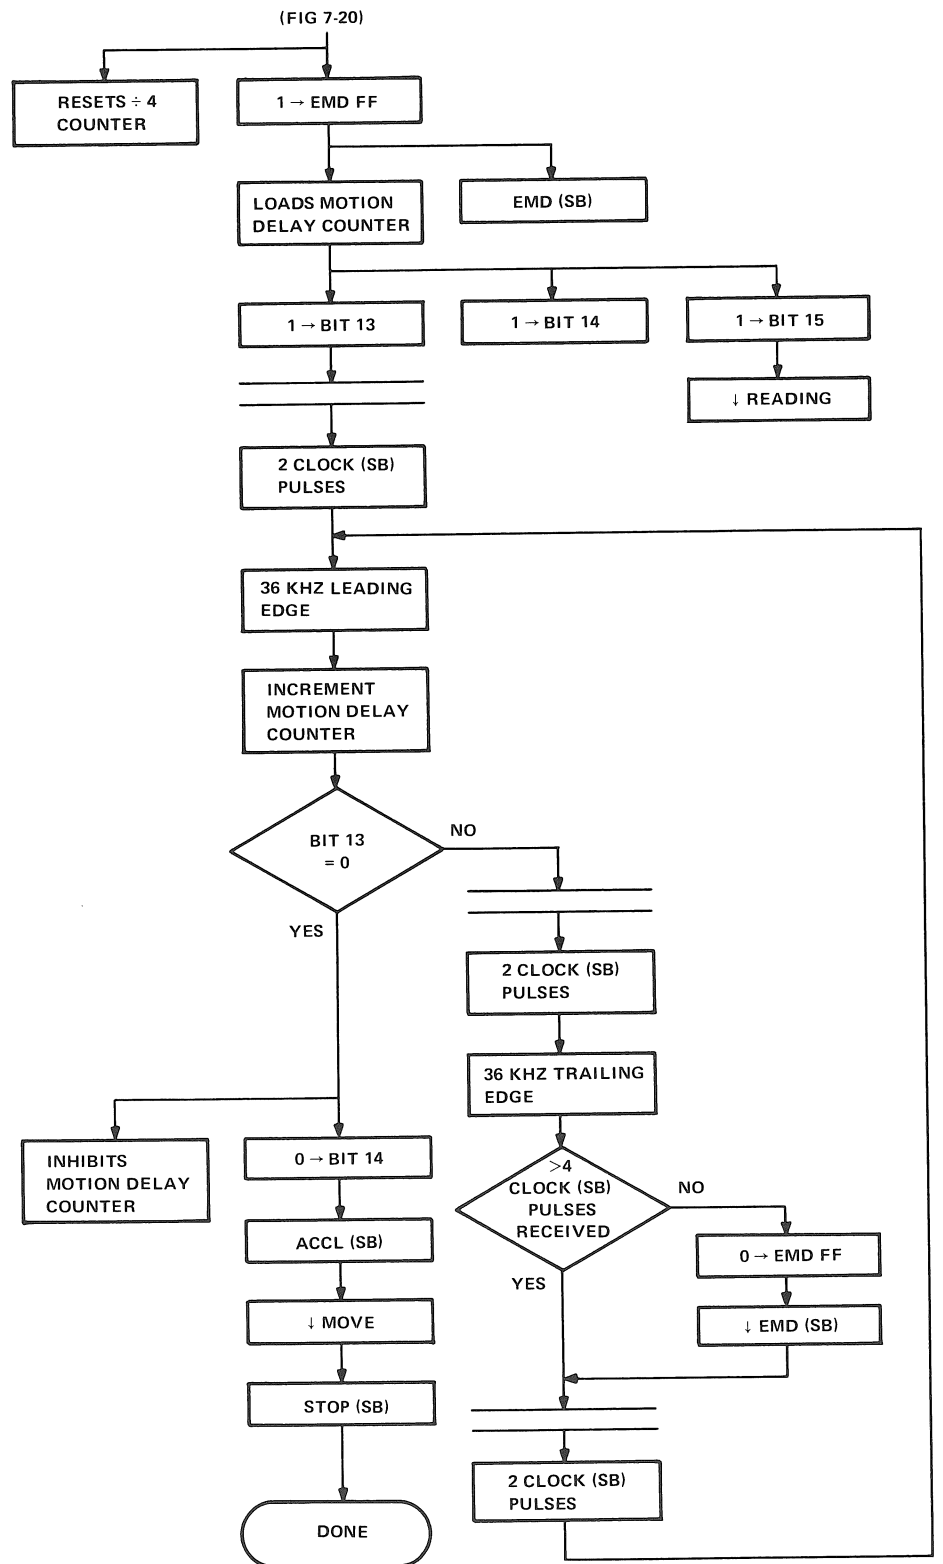 (FIG 7-20)
RESETS ÷ 4
COUNTER
1 → EMD FF
LOADS MOTION
DELAY COUNTER
EMD (SB)
1 → BIT 13
1 → BIT 14
1 → BIT 15
↓ READING
2 CLOCK (SB)
PULSES
36 KHZ LEADING
EDGE
INCREMENT
MOTION DELAY
COUNTER
BIT 13
= 0
NO
YES
2 CLOCK (SB)
PULSES
36 KHZ TRAILING
EDGE
>4
CLOCK (SB)
PULSES
RECEIVED
NO
YES
0 → EMD FF
↓ EMD (SB)
2 CLOCK (SB)
PULSES
INHIBITS
MOTION DELAY
COUNTER
0 → BIT 14
ACCL (SB)
↓ MOVE
STOP (SB)
DONE